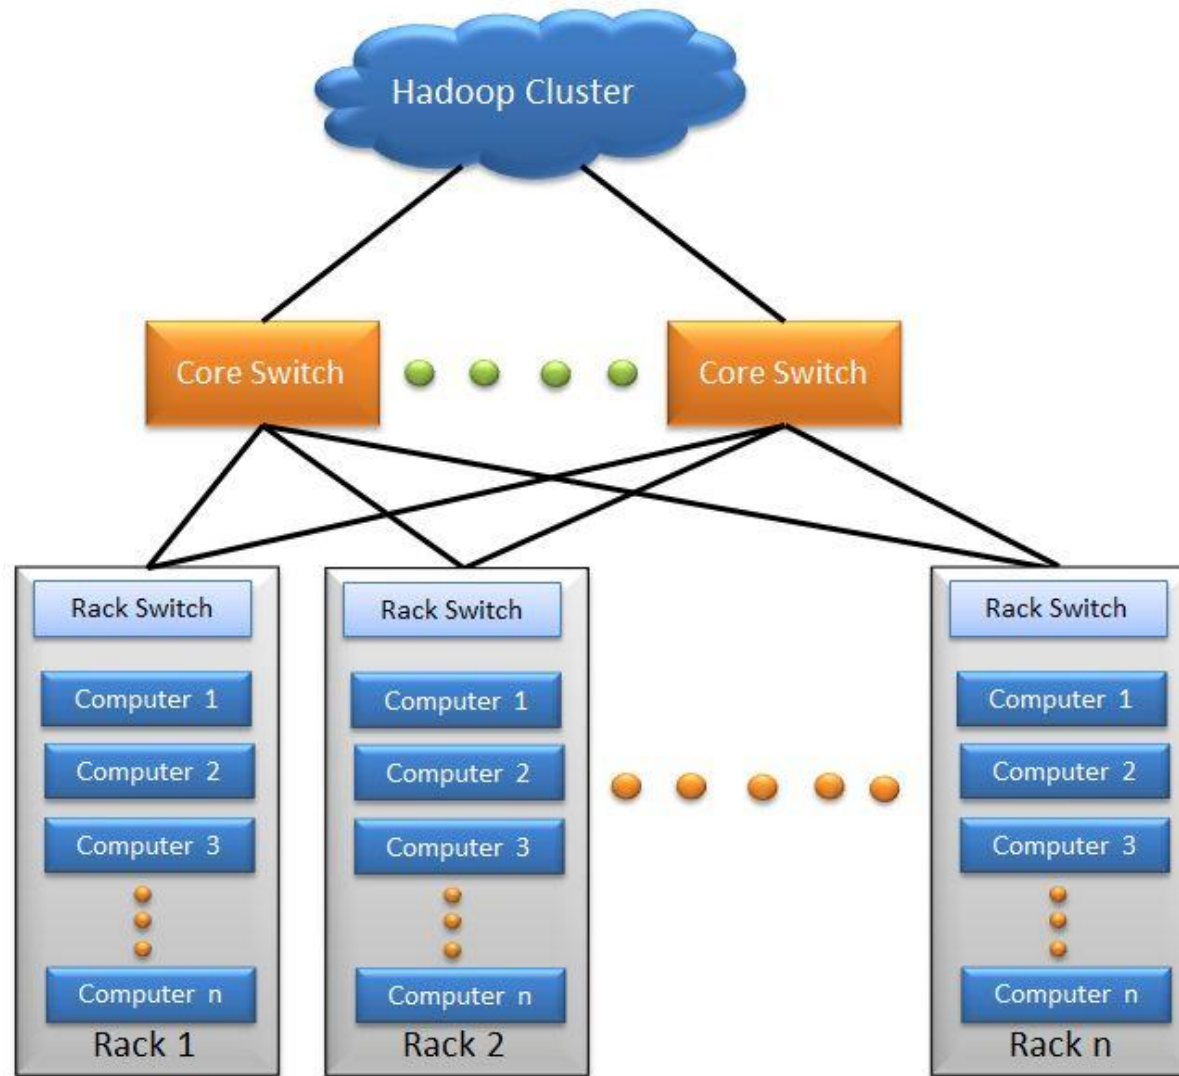 Hadoop Cluster
Core Switch
Core Switch
Rack Switch
Computer 1
Computer 2
Computer 3
Computer n
Rack 1
Rack Switch
Computer 1
Computer 2
Computer 3
Computer n
Rack 2
Rack Switch
Computer 1
Computer 2
Computer 3
Computer n
Rack n